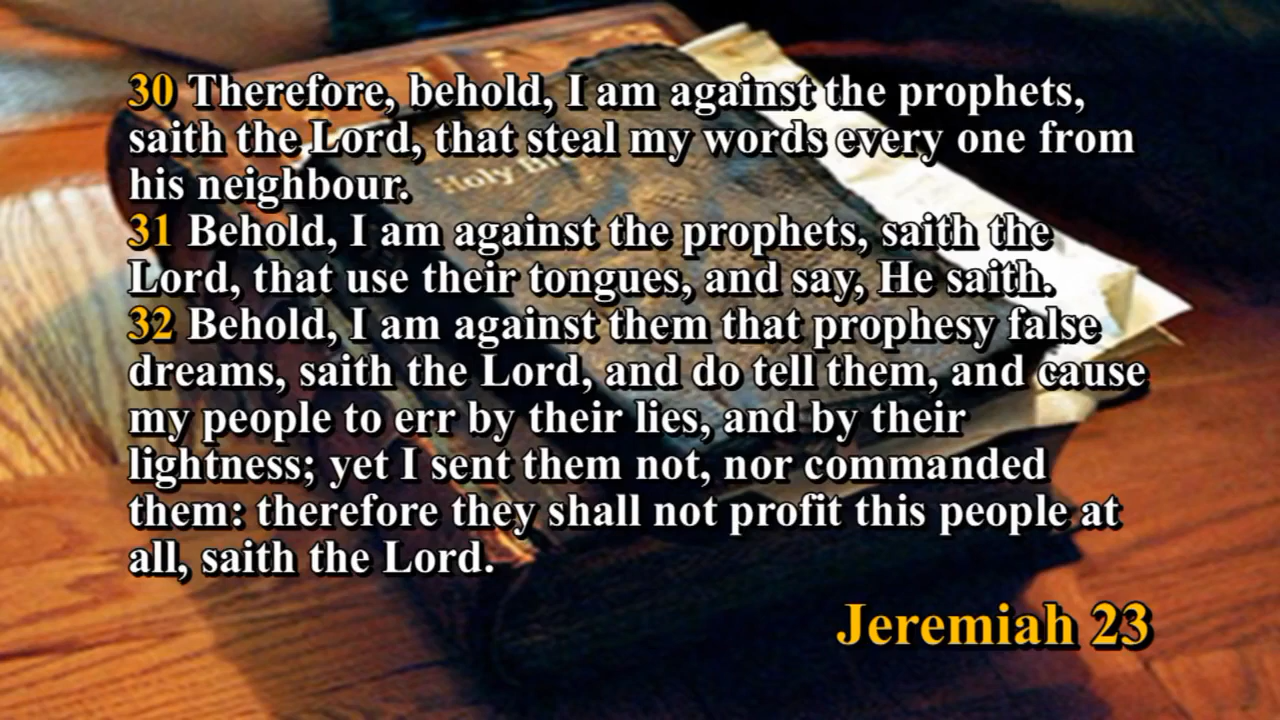 30 Therefore, behold, I am against the prophets,
saith the Lord, that steal my words every one from
his neighbour.
31 Behold, I am against the prophets, saith the
Lord, that use their tongues, and say, He saith.
32 Behold, I am against them that prophesy false
dreams, saith the Lord, and do tell them, and cause
my people to err by their lies, and by their
lightness; yet I sent them not, nor commanded
them: therefore they shall not profit this people at
all, saith the Lord.
Jeremiah 23
Holy